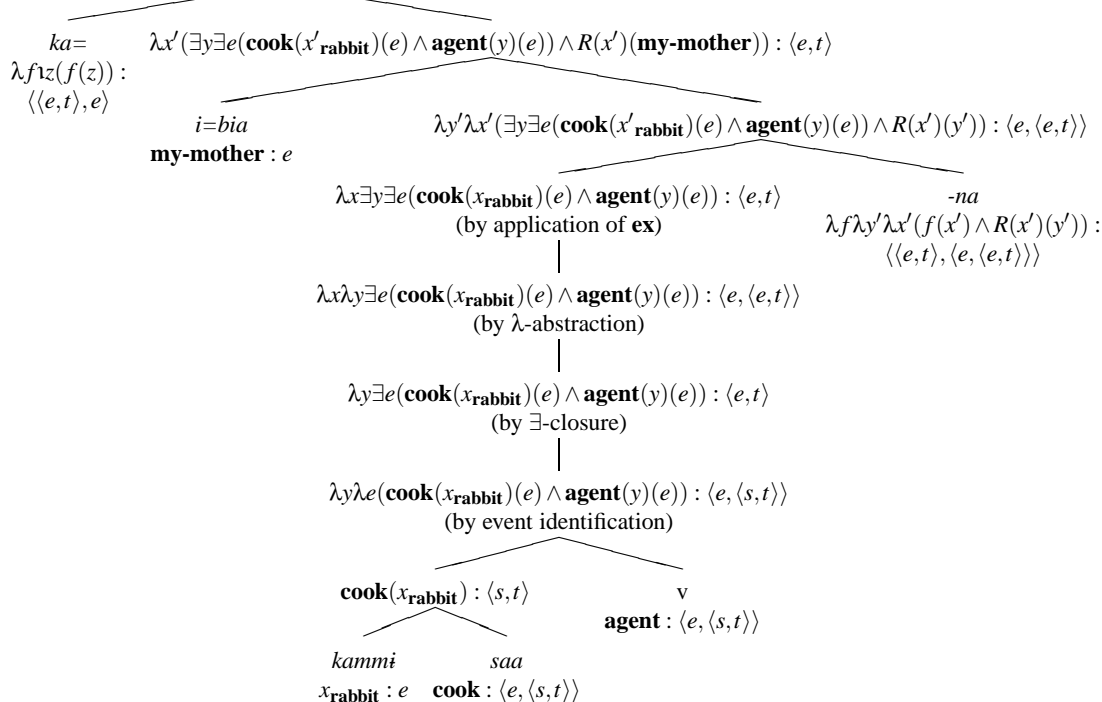 ka= λx′(∃y∃e(cook(x′rabbit)(e) ∧ agent(y)(e)) ∧ R(x′)(my-mother)) : ⟨e,t⟩
λfιz(f(z)) :
⟨⟨e,t⟩,e⟩
i=bia λy′λx′(∃y∃e(cook(x′rabbit)(e) ∧ agent(y)(e)) ∧ R(x′)(y′)) : ⟨e,⟨e,t⟩⟩
my-mother : e
λx∃y∃e(cook(xrabbit)(e) ∧ agent(y)(e)) : ⟨e,t⟩ -na
(by application of ex) λfλy′λx′(f(x′) ∧ R(x′)(y′)) :
⟨⟨e,t⟩,⟨e,⟨e,t⟩⟩⟩
λxλy∃e(cook(xrabbit)(e) ∧ agent(y)(e)) : ⟨e,⟨e,t⟩⟩
(by λ-abstraction)
λy∃e(cook(xrabbit)(e) ∧ agent(y)(e)) : ⟨e,t⟩
(by ∃-closure)
λyλe(cook(xrabbit)(e) ∧ agent(y)(e)) : ⟨e,⟨s,t⟩⟩
(by event identification)
cook(xrabbit) : ⟨s,t⟩ v
agent : ⟨e,⟨s,t⟩⟩
kammɨ saa
xrabbit : e cook : ⟨e,⟨s,t⟩⟩